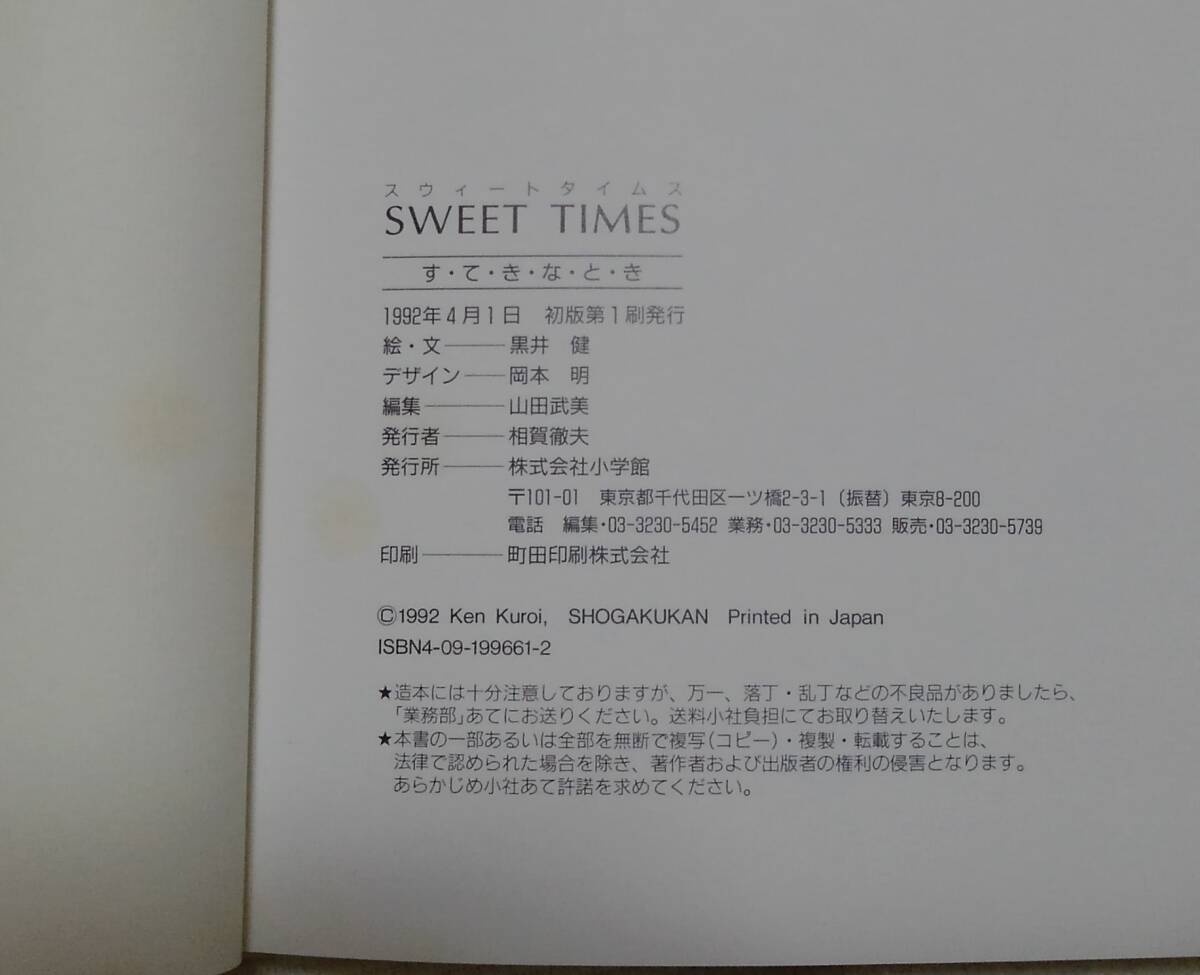 スウィートタイムス
SWEET TIMES
す・て・き・な・と・き
1992年4月1日　初版第1刷発行
絵・文――黒井　健
デザイン――岡本　明
編集――山田武美
発行者――相賀徹夫
発行所――株式会社小学館
〒101-01　東京都千代田区一ツ橋2-3-1（振替）東京8-200
電話　編集・03-3230-5452 業務・03-3230-5333 販売・03-3230-5739
印刷――町田印刷株式会社
©1992 Ken Kuroi,　SHOGAKUKAN　Printed in Japan
ISBN4-09-199661-2
★造本には十分注意しておりますが、万一、落丁・乱丁などの不良品がありましたら、
「業務部」あてにお送りください。送料小社負担にてお取り替えいたします。
★本書の一部あるいは全部を無断で複写（コピー）・複製・転載することは、
法律で認められた場合を除き、著作者および出版者の権利の侵害となります。
あらかじめ小社あて許諾を求めてください。